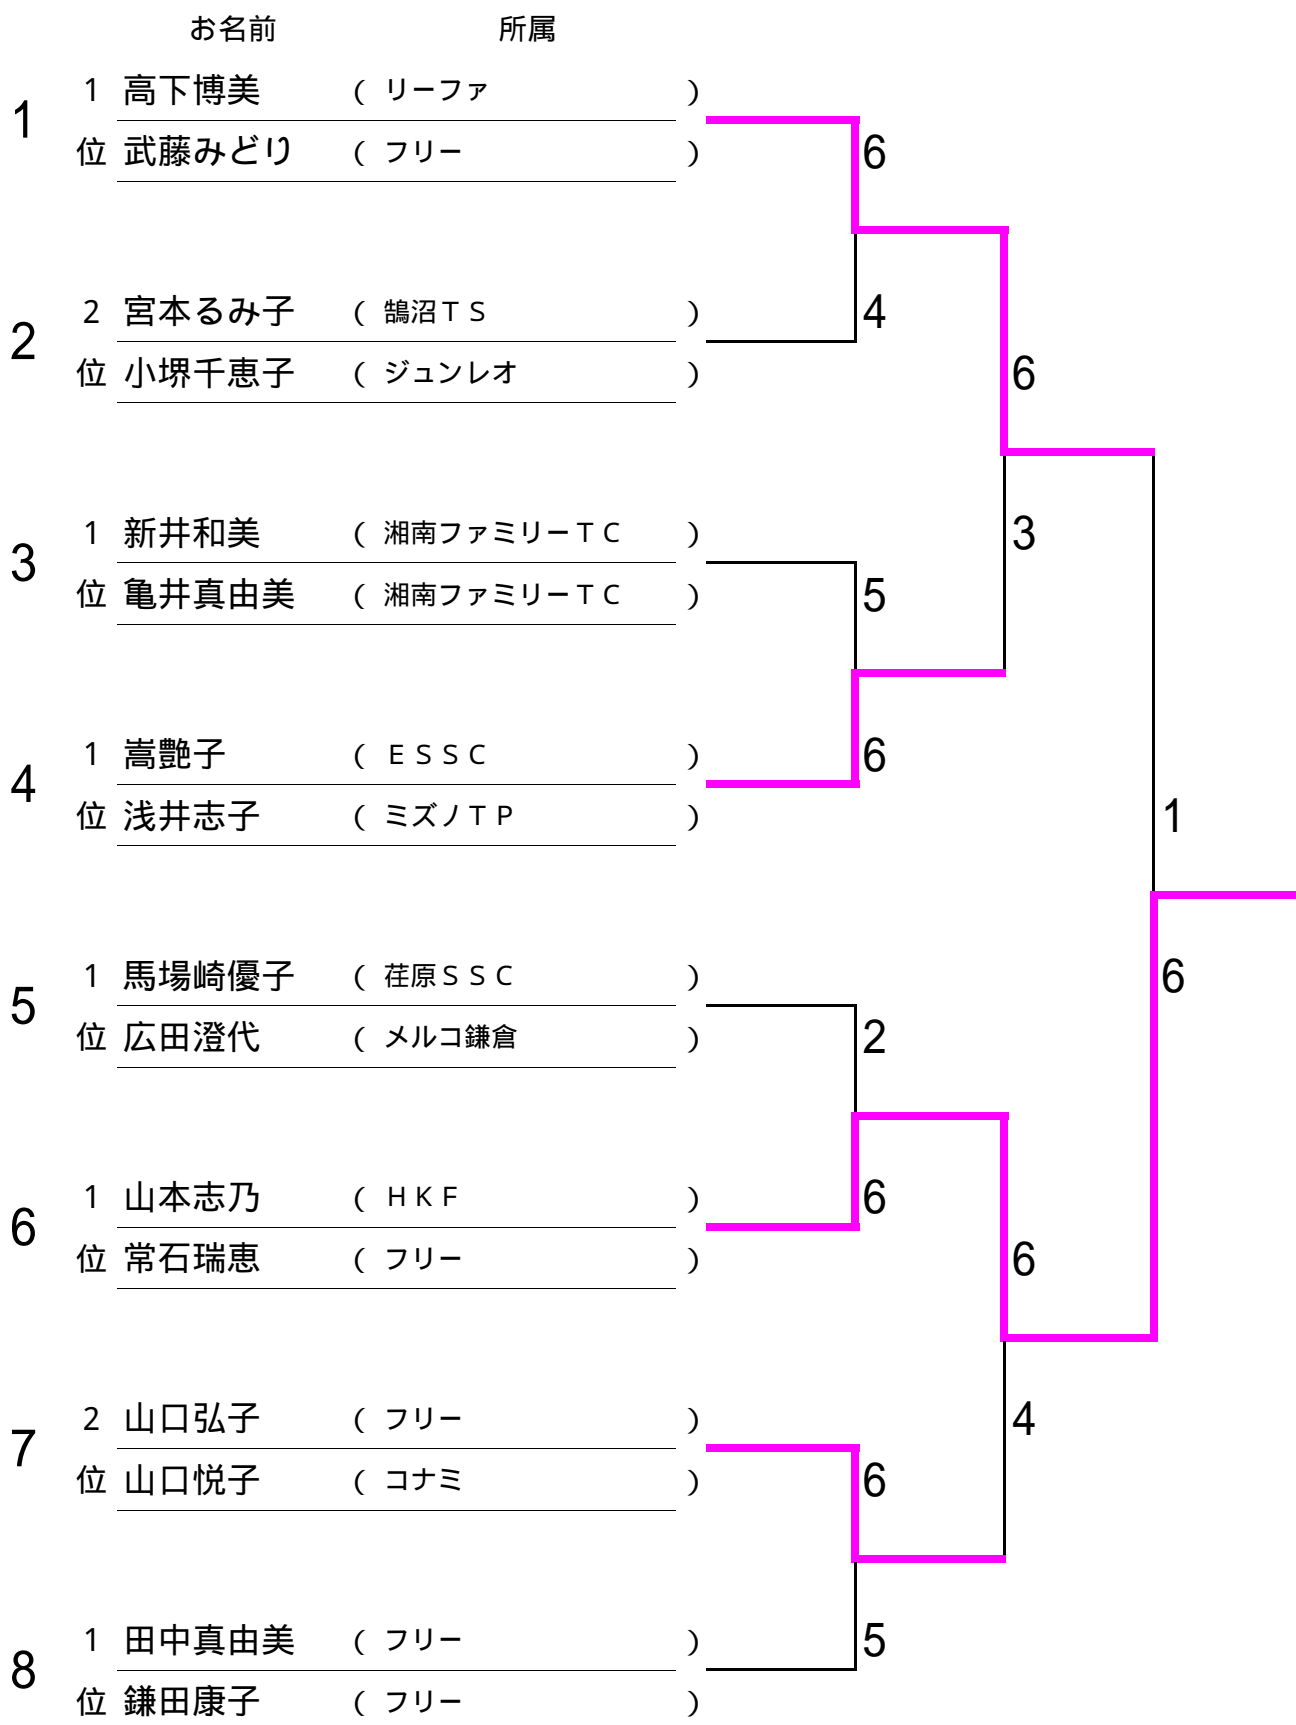 お名前 所属
1 高下博美 ( リーファ )
1
位 武藤みどり ( フリー )
6
2 宮本るみ子 ( 鵠沼ＴＳ )
4
2
位 小堺千恵子 ( ジュンレオ )
6
1 新井和美 ( 湘南ファミリーＴＣ )
3
3
位 亀井真由美 ( 湘南ファミリーＴＣ )
5
1 嵩艶子 ( ＥＳＳＣ )
6
4
位 浅井志子 ( ミズノＴＰ )
1
1 馬場崎優子 ( 荏原ＳＳＣ )
6
5
位 広田澄代 ( メルコ鎌倉 )
2
1 山本志乃 ( ＨＫＦ )
6
6
位 常石瑞恵 ( フリー )
6
2 山口弘子 ( フリー )
4
7
位 山口悦子 ( コナミ )
6
1 田中真由美 ( フリー )
5
8
位 鎌田康子 ( フリー )